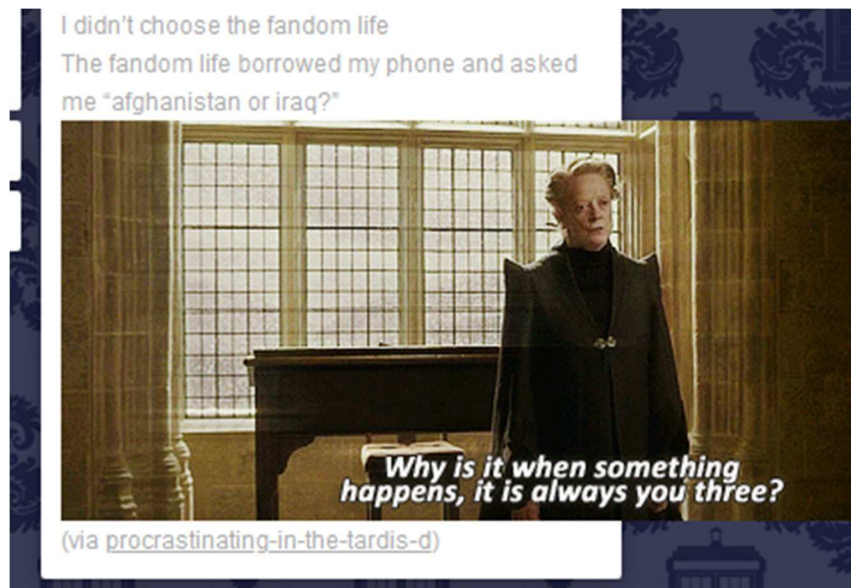 I didn't choose the fandom life
The fandom life borrowed my phone and asked
me “afghanistan or iraq?”
Why is it when something
happens, it is always you three?
(via procrastinating-in-the-tardis-d)